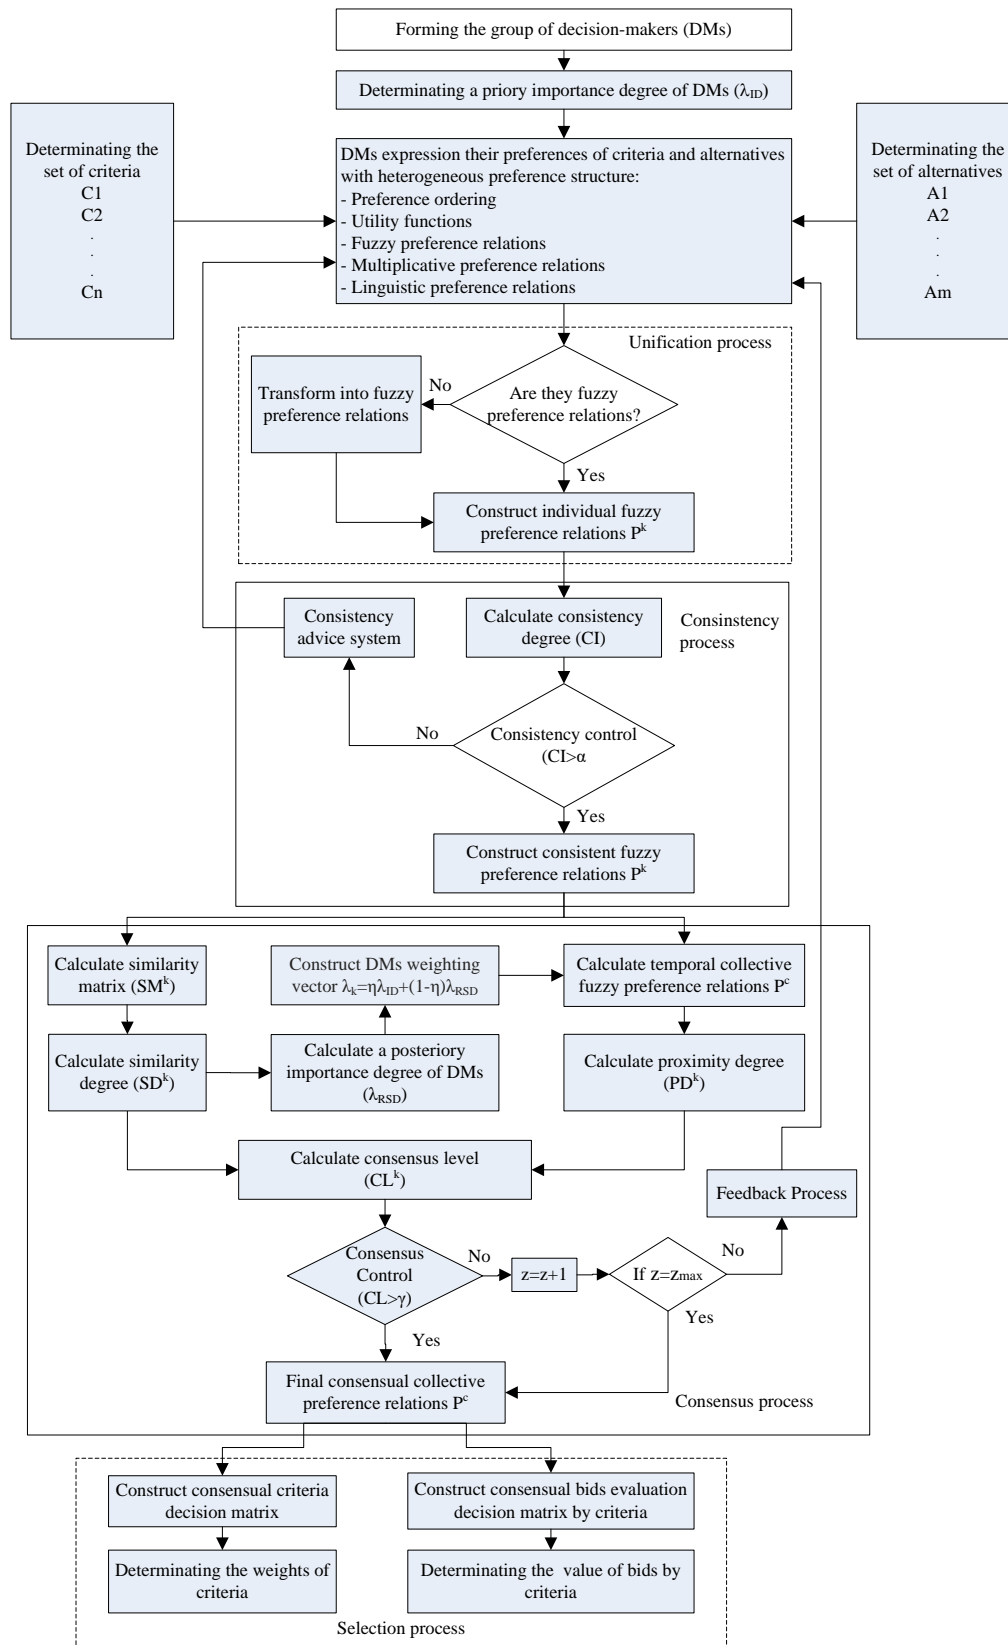 Forming the group of decision-makers (DMs)
Determinating a priory importance degree of DMs (λID)
Determinating the
set of criteria
C1
C2
.
.
.
Cn
DMs expression their preferences of criteria and alternatives
with heterogeneous preference structure:
- Preference ordering
- Utility functions
- Fuzzy preference relations
- Multiplicative preference relations
- Linguistic preference relations
Determinating the
set of alternatives
A1
A2
.
.
.
Am
Unification process
Transform into fuzzy
preference relations
No
Are they fuzzy
preference relations?
Yes
Construct individual fuzzy
preference relations P^k
Consistency
advice system
Calculate consistency
degree (CI)
Consinstency
process
No
Consistency control
(CI>α
Yes
Construct consistent fuzzy
preference relations P^k
Calculate similarity
matrix (SM^k)
Construct DMs weighting
vector λk=ηλID+(1-η)λRSD
Calculate temporal collective
fuzzy preference relations P^c
Calculate similarity
degree (SD^k)
Calculate a posteriory
importance degree of DMs
(λRSD)
Calculate proximity degree
(PD^k)
Calculate consensus level
(CL^k)
Feedback Process
Consensus
Control
(CL>γ)
No
z=z+1
If z=zmax
No
Yes
Yes
Final consensual collective
preference relations P^c
Consensus process
Construct consensual criteria
decision matrix
Construct consensual bids evaluation
decision matrix by criteria
Determinating the weights of
criteria
Determinating the value of bids by
criteria
Selection process